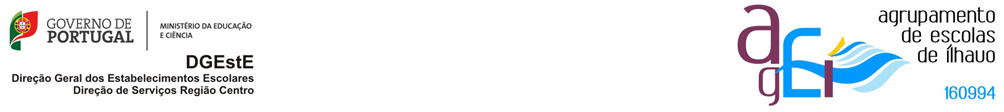 GOVERNO DE
PORTUGAL
MINISTÉRIO DA EDUCAÇÃO
E CIÊNCIA
DGEstE
Direção Geral dos Estabelecimentos Escolares
Direção de Serviços Região Centro
agEi
agrupamento
de escolas
de ílhavo
160994